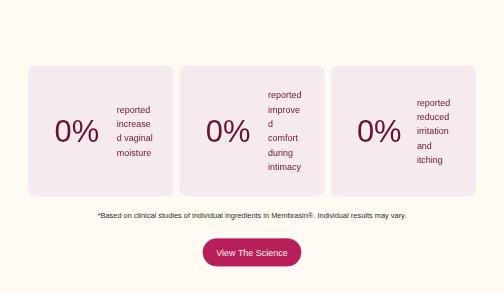 0%
reported
increase
d vaginal
moisture
0%
reported
improve
d
comfort
during
intimacy
0%
reported
reduced
irritation
and
itching
*Based on clinical studies of individual ingredients in Membrasin®. Individual results may vary.
View The Science